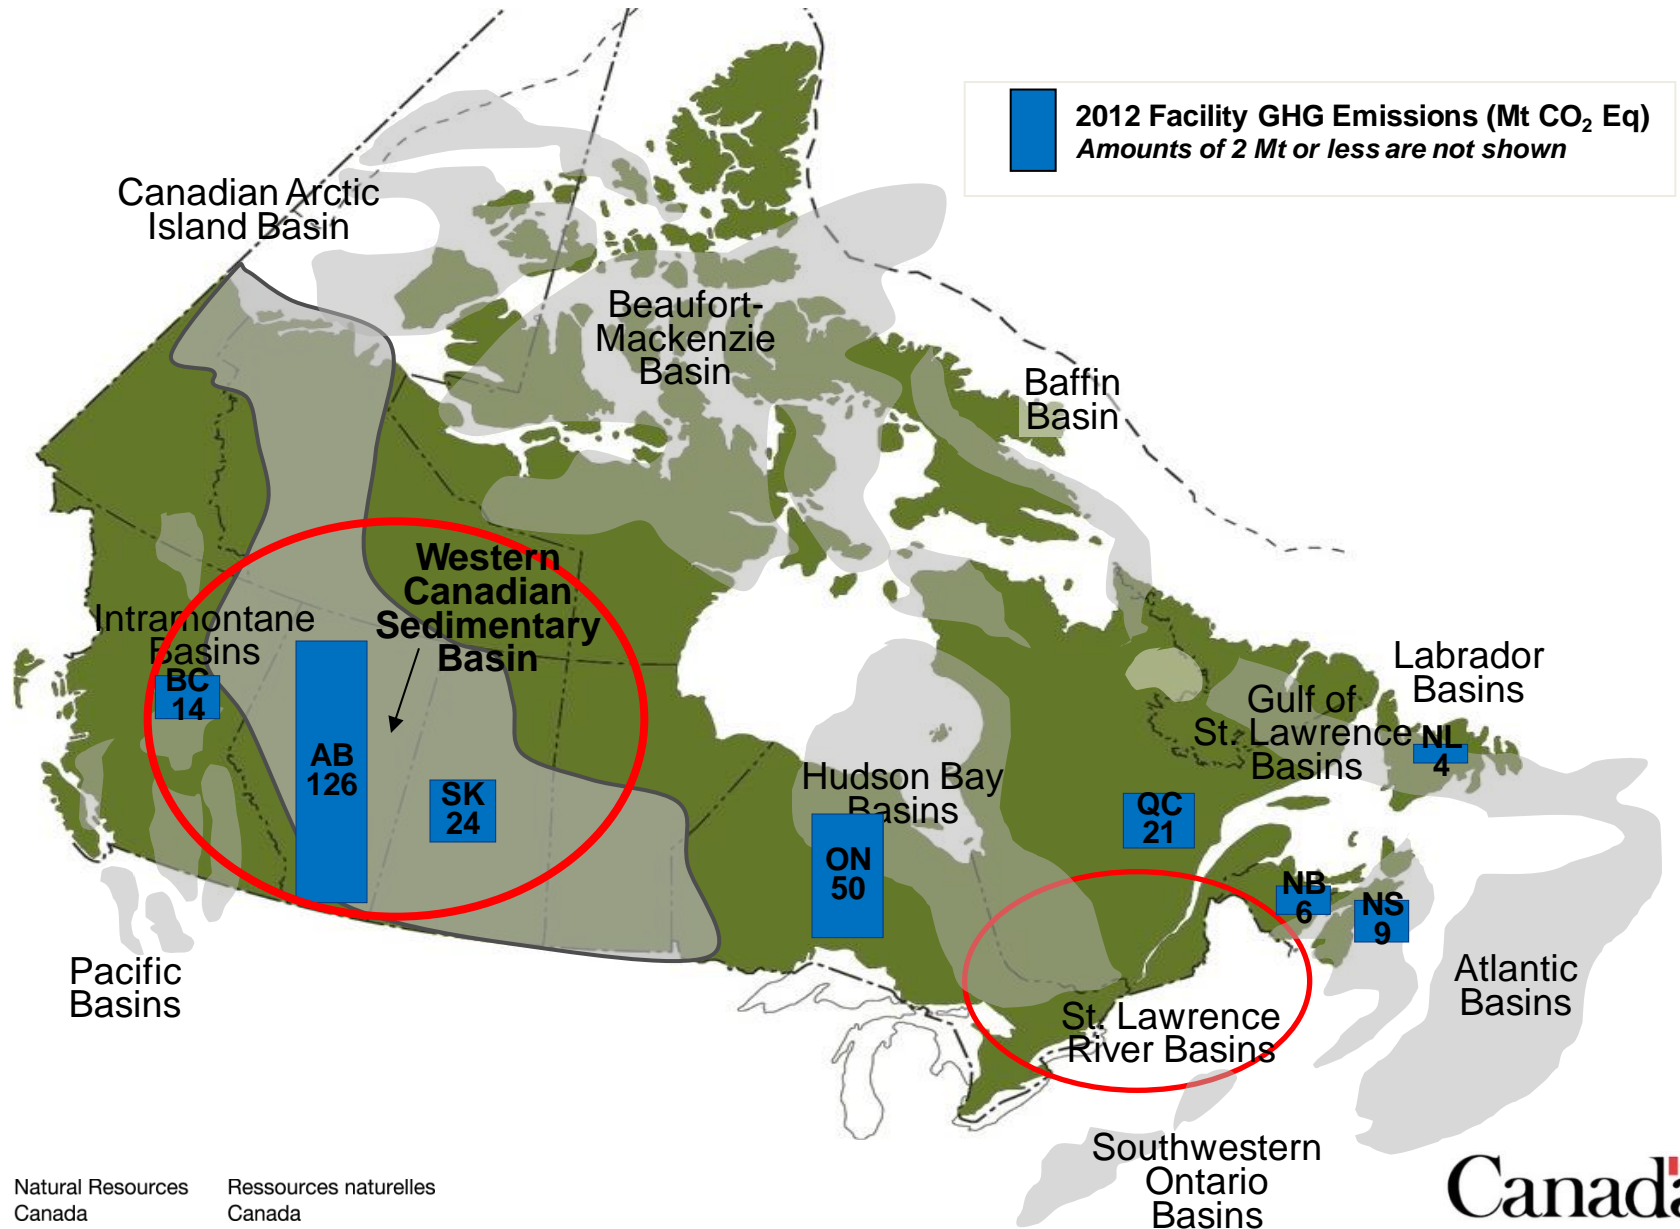 2012 Facility GHG Emissions (Mt CO₂ Eq)
Amounts of 2 Mt or less are not shown
Canadian Arctic
Island Basin
Beaufort-
Mackenzie
Basin
Baffin
Basin
Western
Canadian
Sedimentary
Basin
Intramontane
Basins
BC
14
AB
126
SK
24
Hudson Bay
Basins
ON
50
QC
21
Gulf of
St. Lawrence
Basins
Labrador
Basins
NL
4
NB
6
NS
9
Pacific
Basins
Atlantic
Basins
St. Lawrence
River Basins
Southwestern
Ontario
Basins
Natural Resources
Canada
Ressources naturelles
Canada
Canada